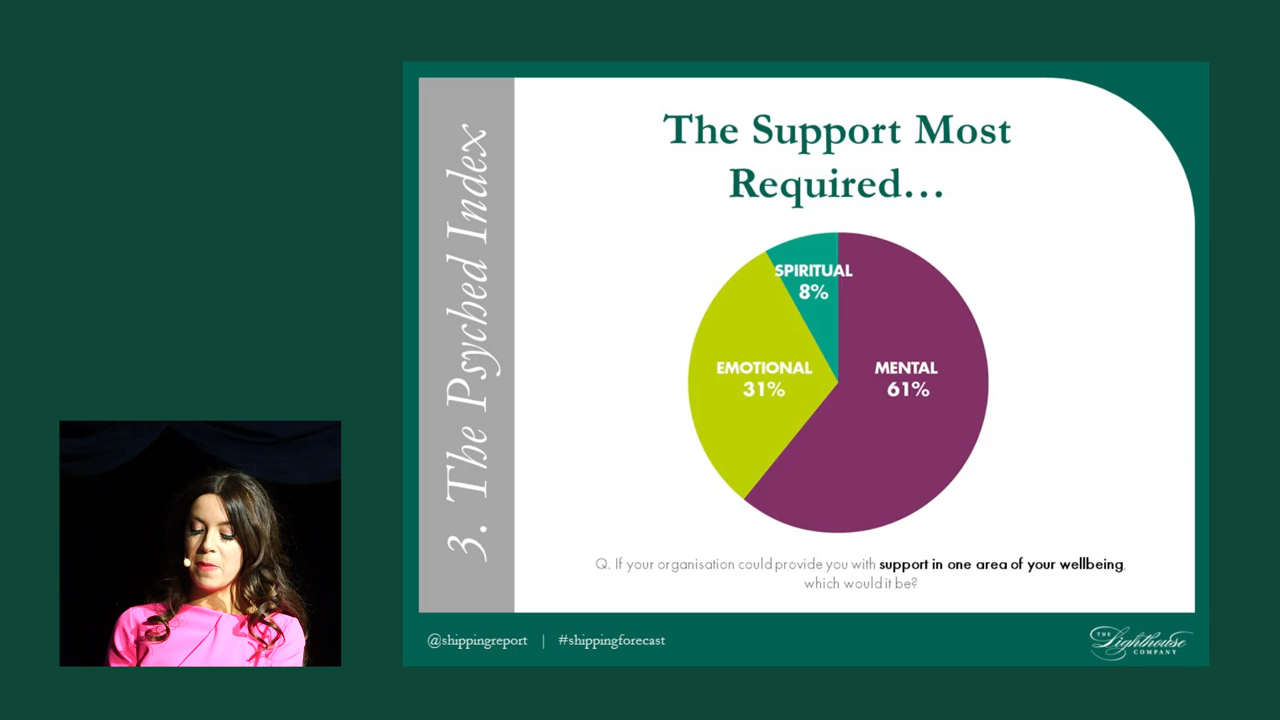 3. The Psyched Index
The Support Most
Required…
SPIRITUAL
8%
EMOTIONAL
31%
MENTAL
61%
Q. If your organisation could provide you with support in one area of your wellbeing,
which would it be?
@shippingreport | #shippingforecast
THE
Lighthouse
COMPANY